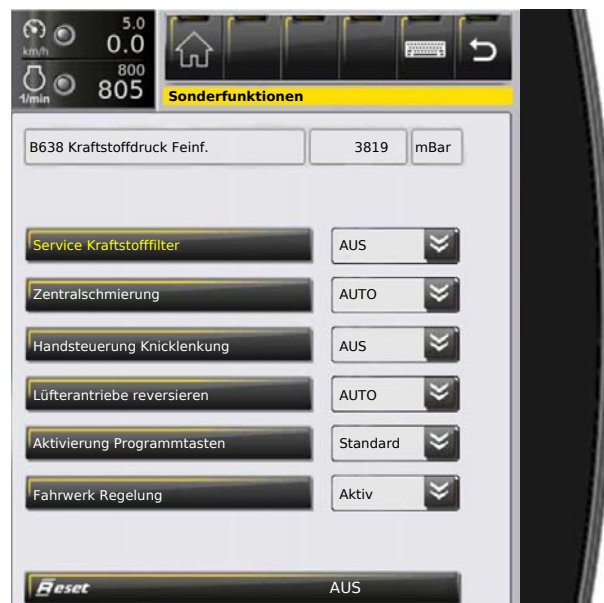 5.0
km/h 0.0
800
1/min 805
Sonderfunktionen
B638 Kraftstoffdruck Feinf. 3819 mBar
Service Kraftstofffilter AUS
Zentralschmierung AUTO
Handsteuerung Knicklenkung AUS
Lüfterantriebe reversieren AUTO
Aktivierung Programmtasten Standard
Fahrwerk Regelung Aktiv
Reset AUS